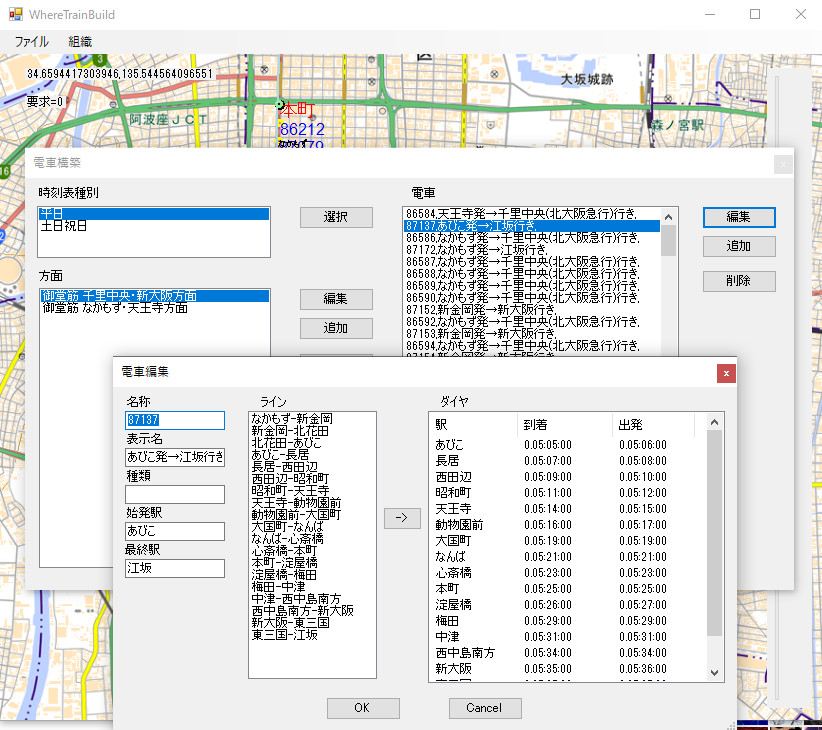 WhereTrainBuild
ファイル 組織
34.6594417303946,135.544564096551
要求=0
3
区
大坂城跡
本町
阿波座JCT
86212
森ノ宮駅
16
電車構築
時刻表種別
平日
土日祝日
選択
方面
御堂筋 千里中央・新大阪方面
御堂筋 なかもず・天王寺方面
編集
追加
電車
86584,天王寺発→千里中央(北大阪急行)行き,
87137,あびこ発→江坂行き,
86586,なかもず発→千里中央(北大阪急行)行き,
87172,なかもず発→江坂行き,
86587,なかもず発→千里中央(北大阪急行)行き,
86588,なかもず発→千里中央(北大阪急行)行き,
86589,なかもず発→千里中央(北大阪急行)行き,
86590,なかもず発→千里中央(北大阪急行)行き,
87152,新金岡発→新大阪行き,
86592,なかもず発→千里中央(北大阪急行)行き,
87153,新金岡発→新大阪行き,
86594,なかもず発→千里中央(北大阪急行)行き,
87154,新金岡発→新大阪行き,
編集
追加
削除
電車編集
x
名称
87137
表示名
あびこ発→江坂行き
種類
始発駅
あびこ
最終駅
江坂
ライン
なかもず-新金岡
新金岡-北花田
北花田-あびこ
あびこ-長居
長居-西田辺
西田辺-昭和町
昭和町-天王寺
天王寺-動物園前
動物園前-大国町
大国町-なんば
なんば-心斎橋
心斎橋-本町
本町-淀屋橋
淀屋橋-梅田
梅田-中津
中津-西中島南方
西中島南方-新大阪
新大阪-東三国
東三国-江坂
->
ダイヤ
駅 到着 出発
あびこ 0.05:05:00 0.05:06:00
長居 0.05:07:00 0.05:08:00
西田辺 0.05:09:00 0.05:10:00
昭和町 0.05:11:00 0.05:12:00
天王寺 0.05:14:00 0.05:15:00
動物園前 0.05:16:00 0.05:17:00
大国町 0.05:19:00 0.05:19:00
なんば 0.05:21:00 0.05:21:00
心斎橋 0.05:23:00 0.05:23:00
本町 0.05:25:00 0.05:25:00
淀屋橋 0.05:26:00 0.05:27:00
梅田 0.05:29:00 0.05:29:00
中津 0.05:31:00 0.05:31:00
西中島南方 0.05:34:00 0.05:34:00
新大阪 0.05:35:00 0.05:36:00
OK Cancel